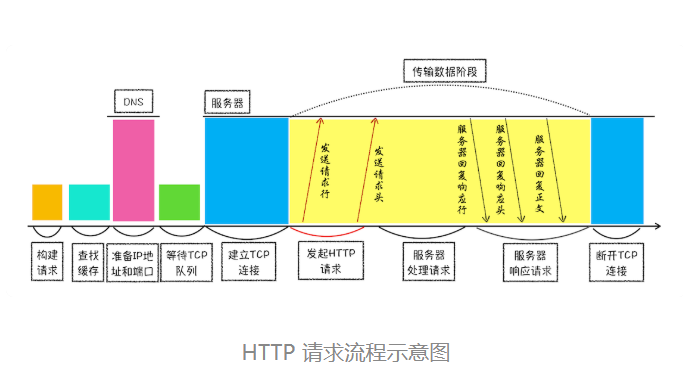 传输数据阶段
DNS
服务器
发送请求行
发送请求头
服务器回复响应行
服务器回复响应头
服务器回复正文
构建
请求
查找
缓存
准备IP地
址和端口
等待TCP
队列
建立TCP
连接
发起HTTP
请求
服务器
处理请求
服务器
响应请求
断开TCP
连接
HTTP 请求流程示意图